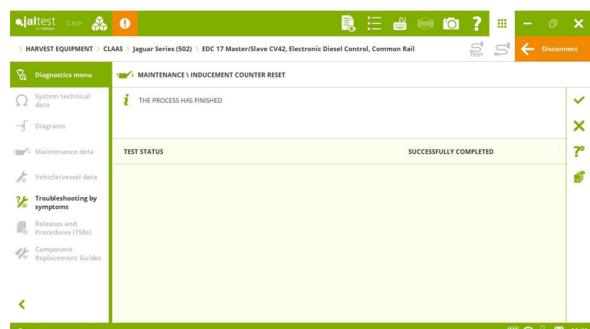 jaltest CRP
TEST
> HARVEST EQUIPMENT > CLAAS > Jaguar Series (502) > EDC 17 Master/Slave CV42, Electronic Diesel Control, Common Rail
Disconnect
Diagnostics menu
MAINTENANCE \ INDUCEMENT COUNTER RESET
System technical
data
THE PROCESS HAS FINISHED
Diagrams
Maintenance data
TEST STATUS SUCCESSFULLY COMPLETED
Vehicle/vessel data
Troubleshooting by
symptoms
Releases and
Procedures (TSBs)
Component
Replacement Guides